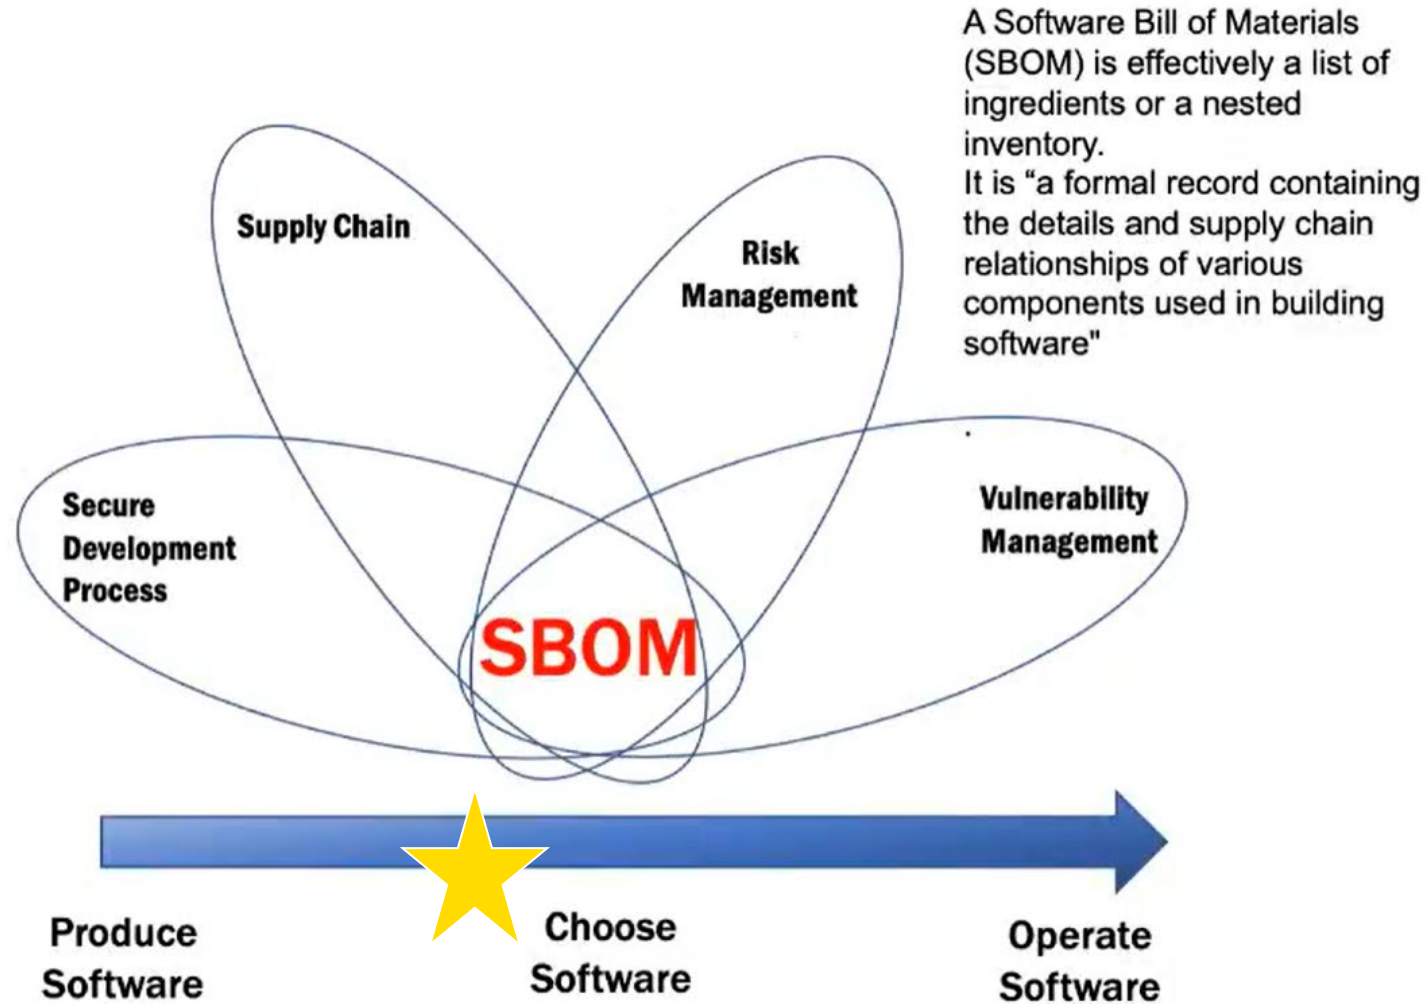 A Software Bill of Materials
(SBOM) is effectively a list of
ingredients or a nested
inventory.
It is “a formal record containing
the details and supply chain
relationships of various
components used in building
software"
Supply Chain
Risk
Management
Secure
Development
Process
Vulnerability
Management
SBOM
Produce
Software
Choose
Software
Operate
Software